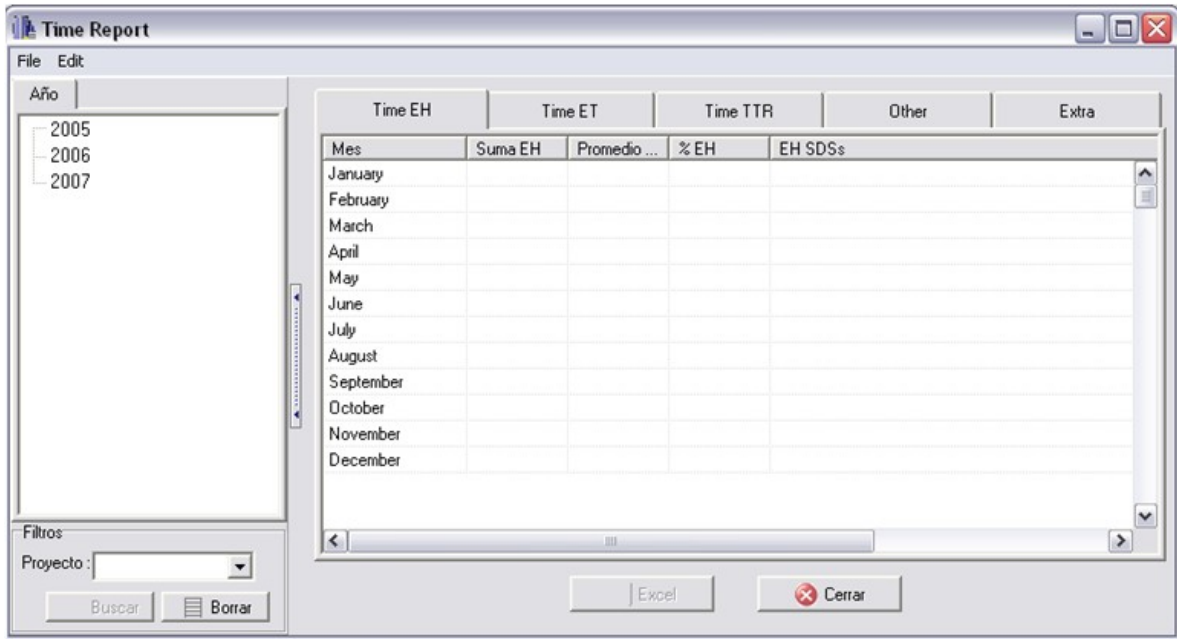 Time Report
File Edit
Año
2005
2006
2007
Filtros
Proyecto :
Buscar Borrar
Time EH Time ET Time TTR Other Extra
Mes Suma EH Promedio ... % EH EH SDSs
January
February
March
April
May
June
July
August
September
October
November
December
Excel Cerrar